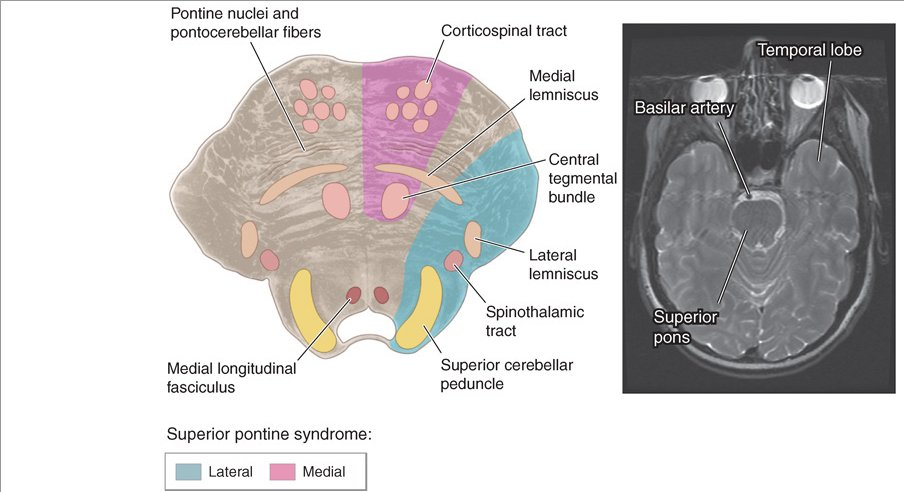 Pontine nuclei and
pontocerebellar fibers
Corticospinal tract
Medial
lemniscus
Central
tegmental
bundle
Lateral
lemniscus
Spinothalamic
tract
Superior cerebellar
peduncle
Medial longitudinal
fasciculus
Temporal lobe
Basilar artery
Superior
pons
Superior pontine syndrome:
Lateral
Medial